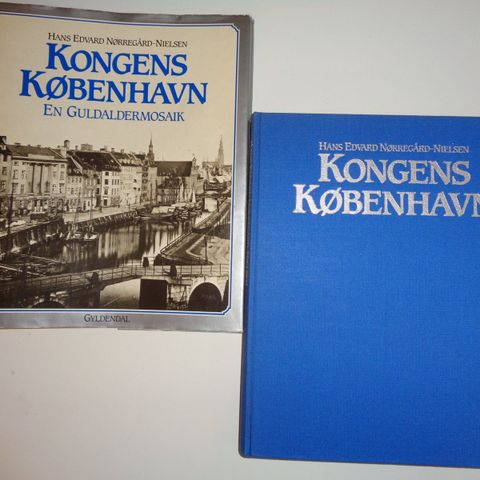 HANS EDVARD NØRREGÅRD-NIELSEN
KONGENS
KØBENHAVN
EN GULDALDERMOSAIK
GYLDENDAL
HANS EDVARD NØRREGÅRD-NIELSEN
KONGENS
KØBENHAVN